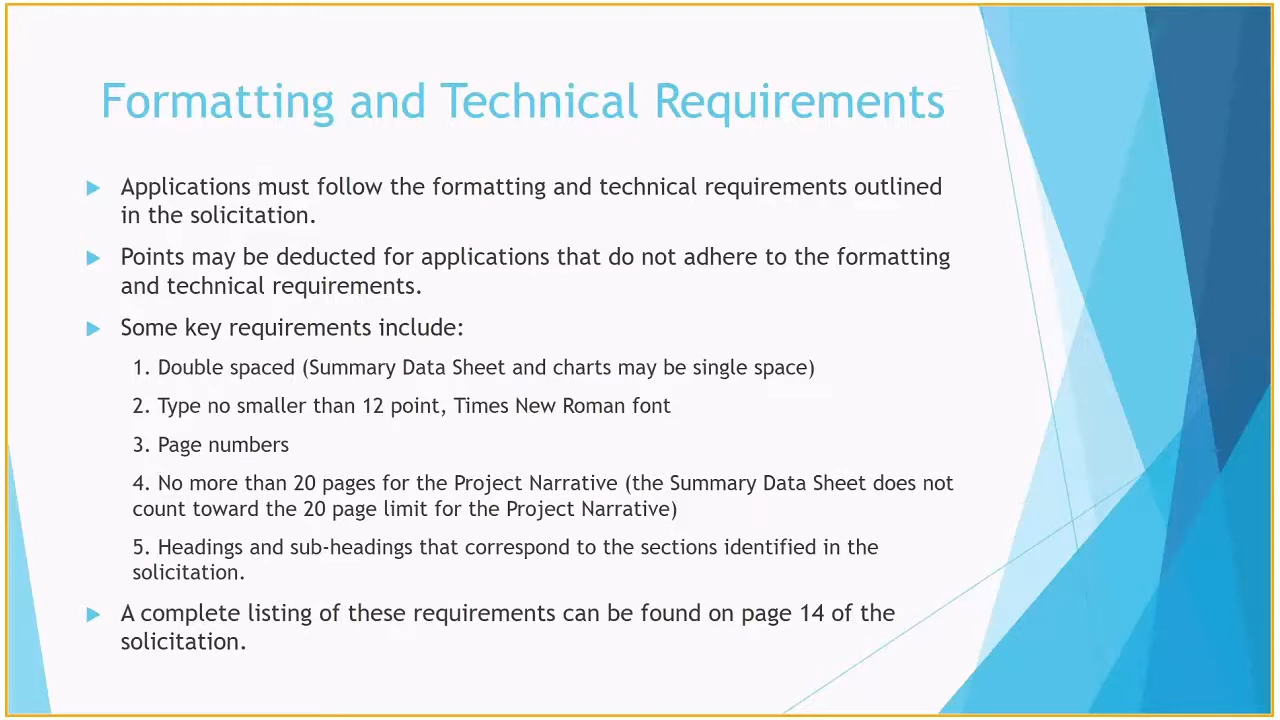 Formatting and Technical Requirements
Applications must follow the formatting and technical requirements outlined
in the solicitation.
Points may be deducted for applications that do not adhere to the formatting
and technical requirements.
Some key requirements include:
1. Double spaced (Summary Data Sheet and charts may be single space)
2. Type no smaller than 12 point, Times New Roman font
3. Page numbers
4. No more than 20 pages for the Project Narrative (the Summary Data Sheet does not
count toward the 20 page limit for the Project Narrative)
5. Headings and sub-headings that correspond to the sections identified in the
solicitation.
A complete listing of these requirements can be found on page 14 of the
solicitation.